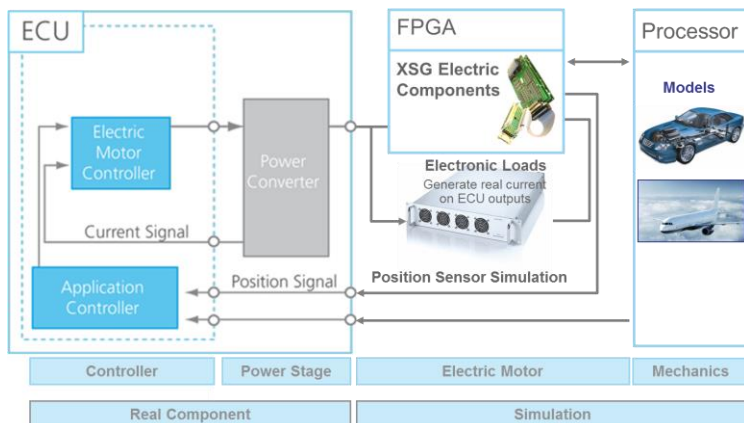 ECU
FPGA
Processor
XSG Electric
Components
Models
Electric
Motor
Controller
Power
Converter
Electronic Loads
Generate real current
on ECU outputs
Current Signal
Application
Controller
Position Signal
Position Sensor Simulation
Controller
Power Stage
Electric Motor
Mechanics
Real Component
Simulation